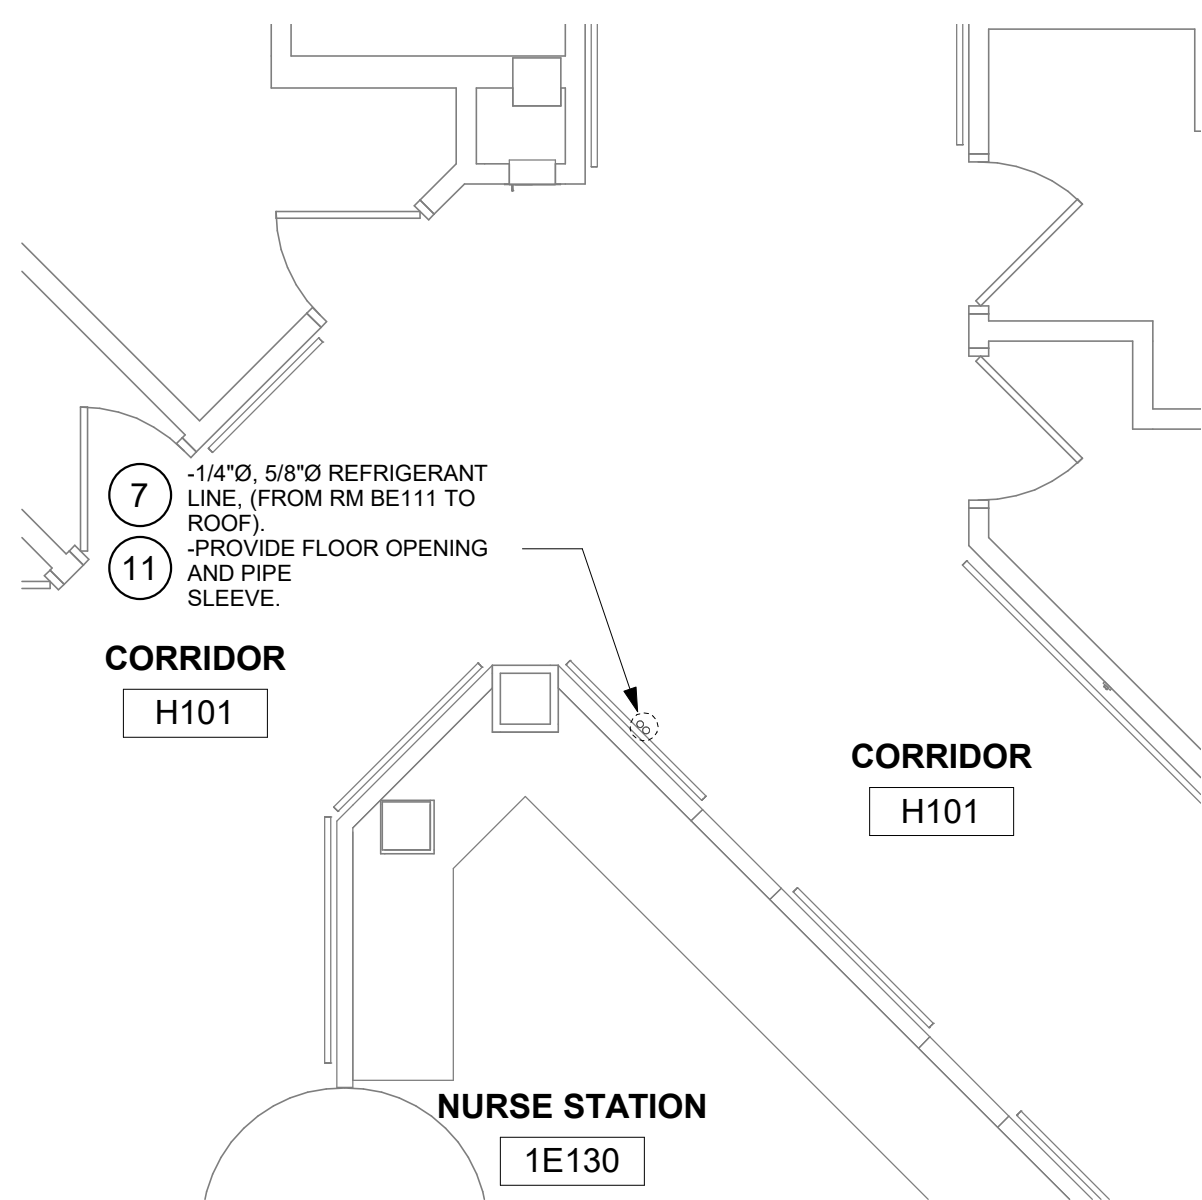 7
-1/4"Ø, 5/8"Ø REFRIGERANT
LINE, (FROM RM BE111 TO
ROOF).
11
-PROVIDE FLOOR OPENING
AND PIPE
SLEEVE.
CORRIDOR
H101
CORRIDOR
H101
NURSE STATION
1E130